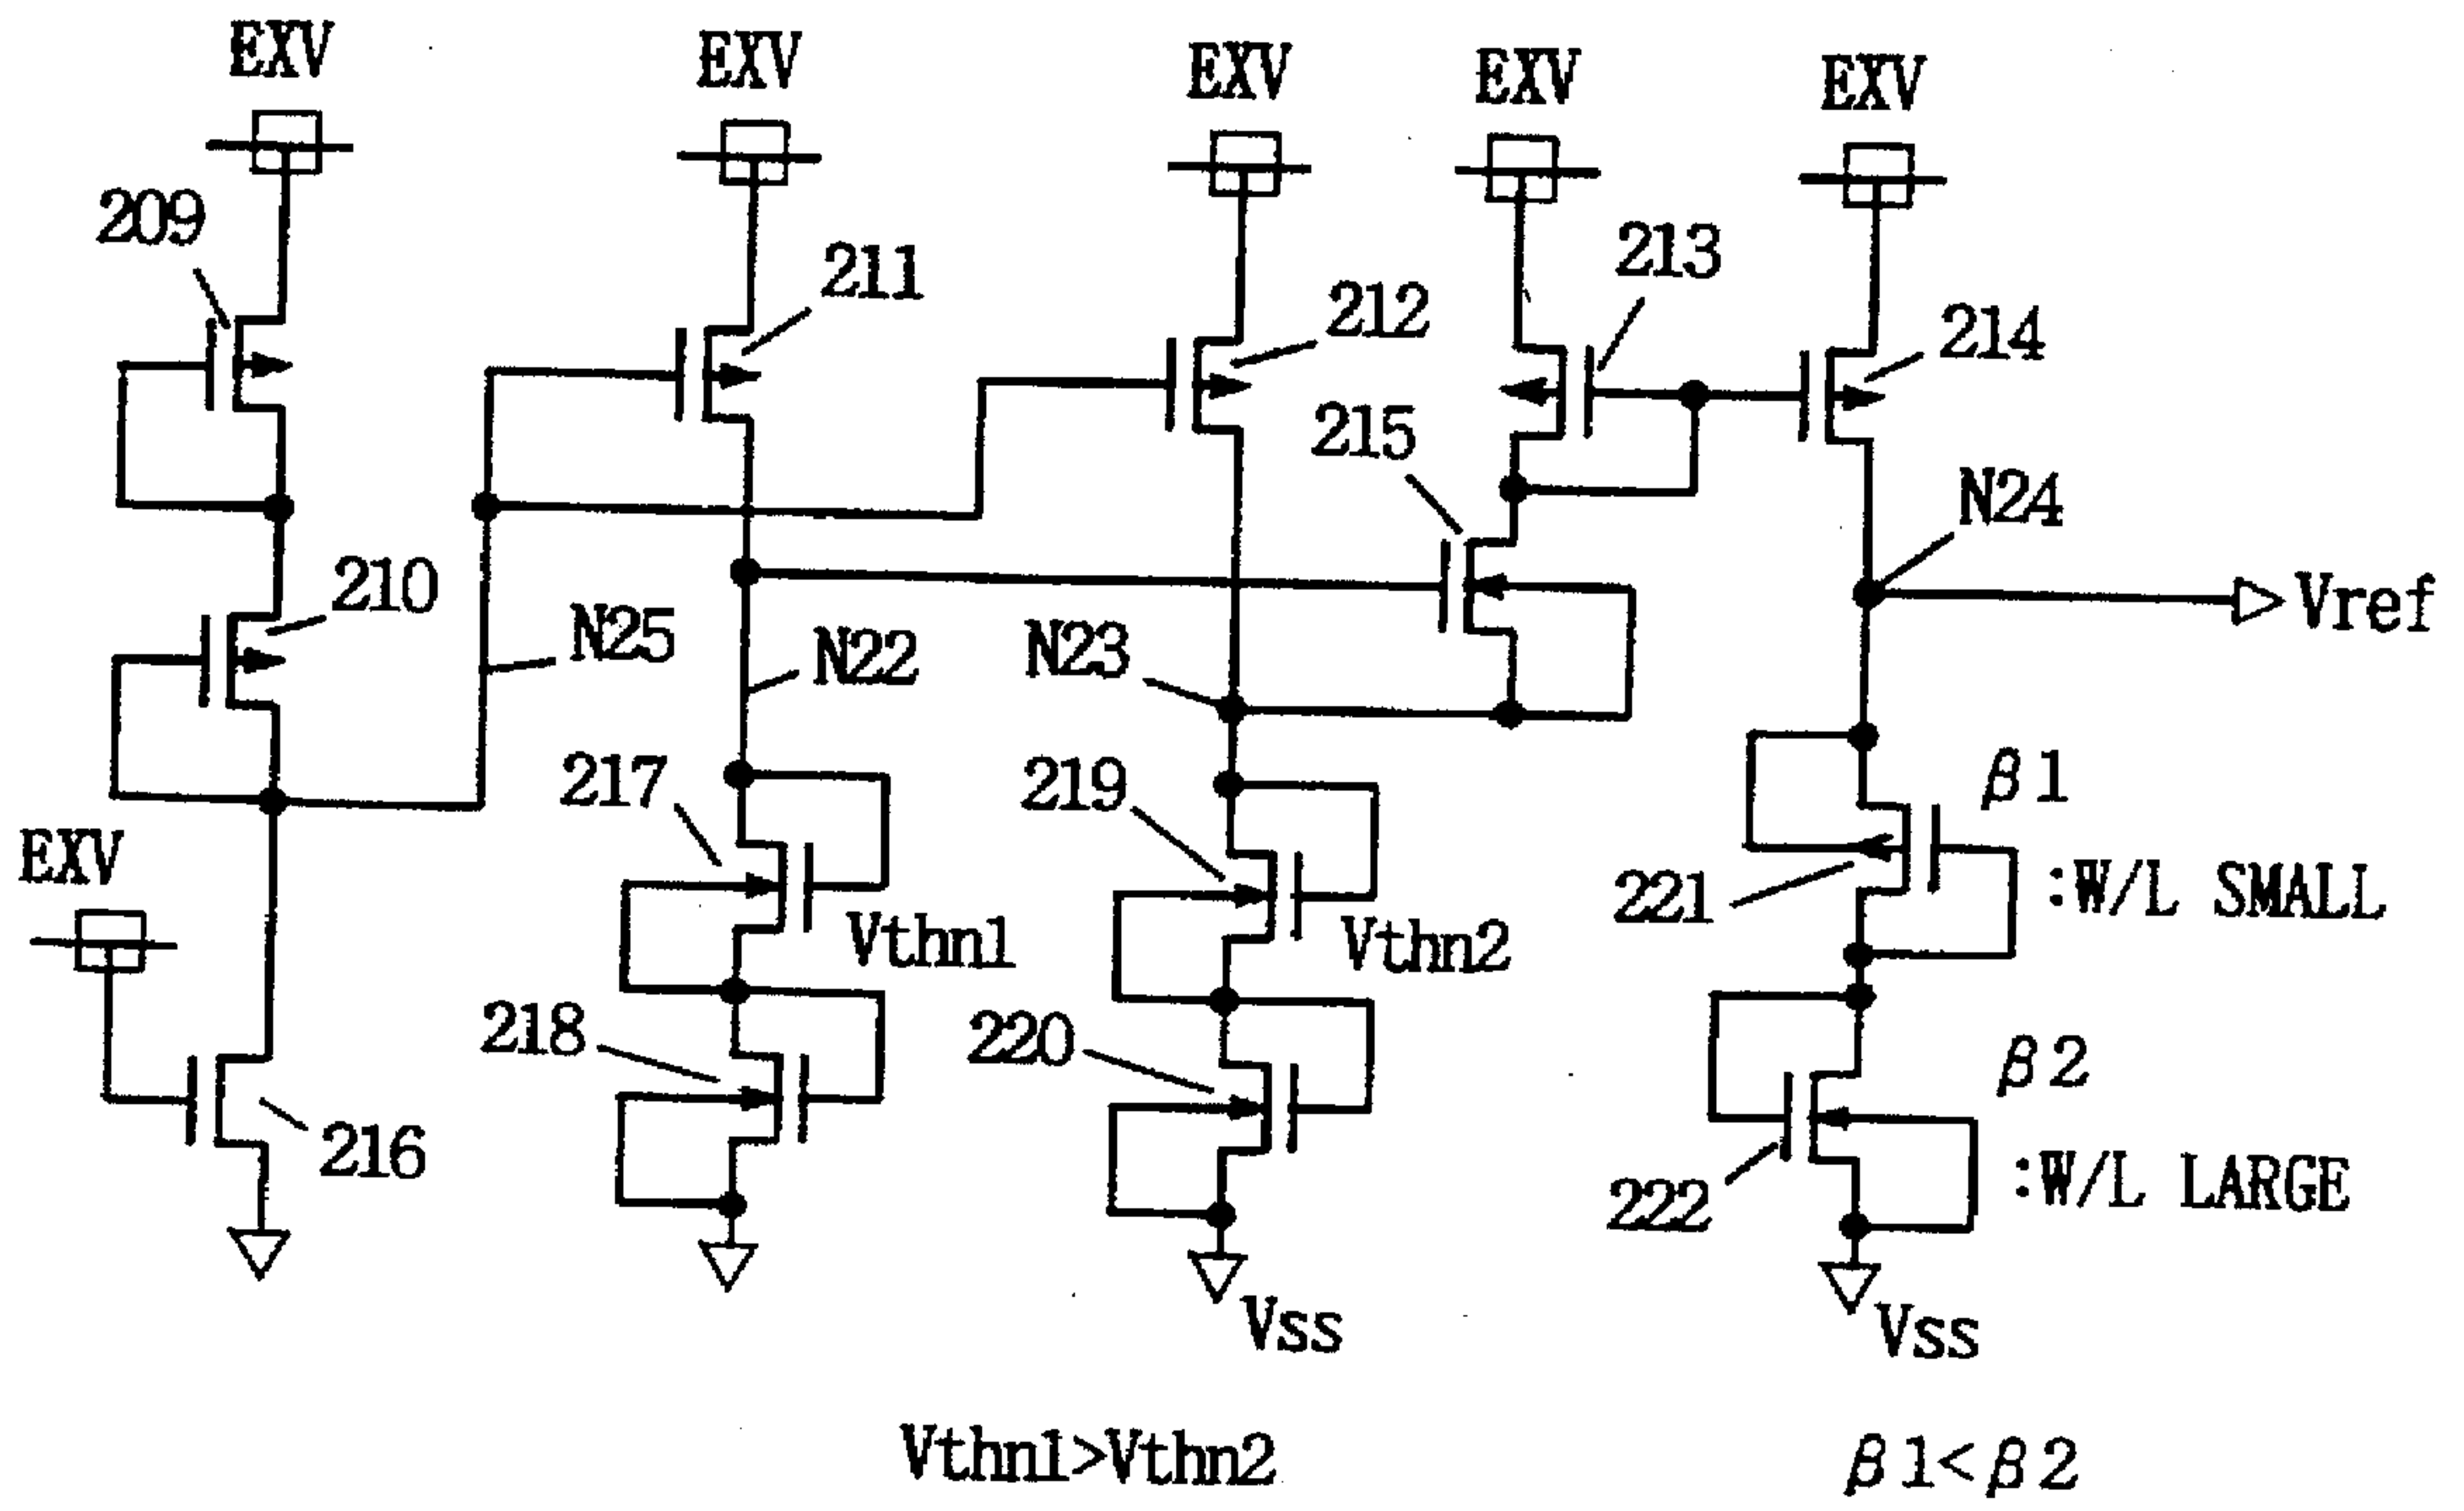 EXV
EXV
EXV
EXV
EXV
209
211
212
213
214
215
N24
210
N25
N22
N23
Vref
217
219
β1
EXV
221
:W/L SMALL
Vthn1
Vthn2
218
220
β2
216
222
:W/L LARGE
Vss
Vss
Vthn1>Vthn2
β1<β2